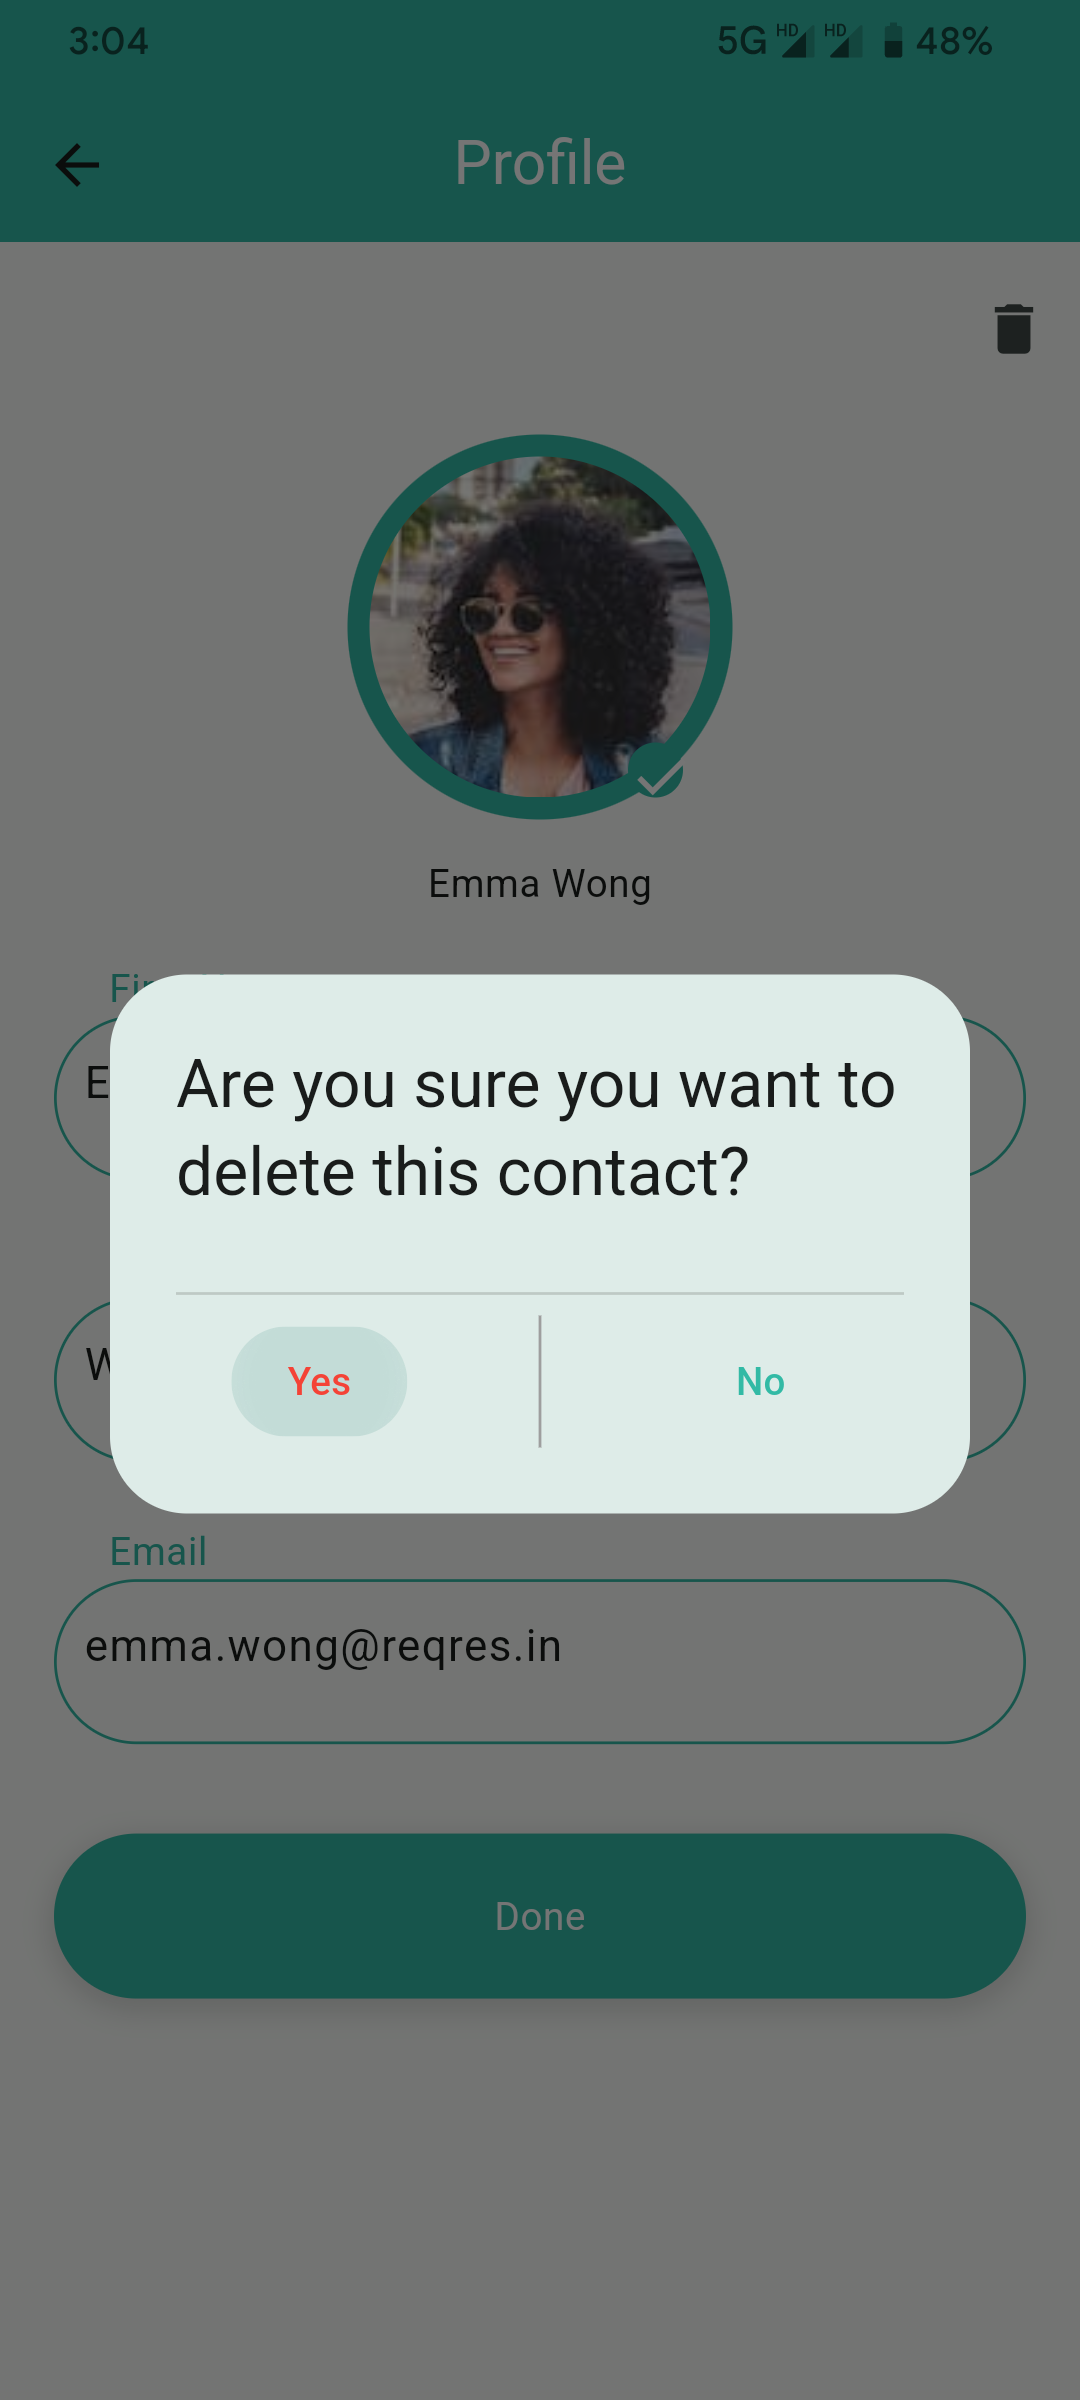 3:04
5G HD HD 48%
Profile
Emma Wong
Are you sure you want to
delete this contact?
Yes
No
Email
emma.wong@reqres.in
Done